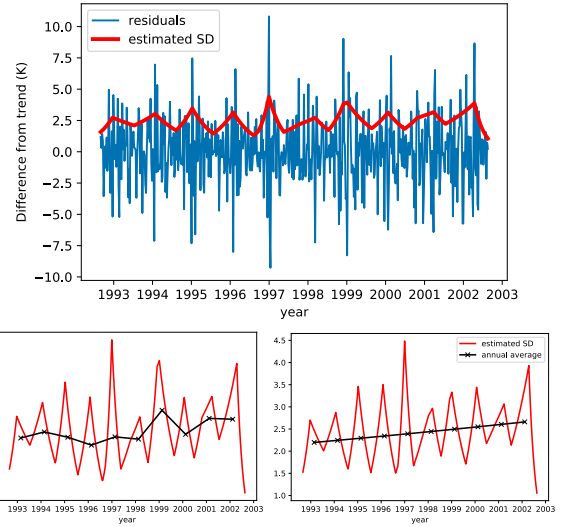 residuals
estimated SD
Difference from trend (K)
10.0
7.5
5.0
2.5
0.0
−2.5
−5.0
−7.5
−10.0
1993 1994 1995 1996 1997 1998 1999 2000 2001 2002 2003
year
1993 1994 1995 1996 1997 1998 1999 2000 2001 2002 2003
year
estimated SD
annual average
4.5
4.0
3.5
3.0
2.5
2.0
1.5
1.0
1993 1994 1995 1996 1997 1998 1999 2000 2001 2002 2003
year